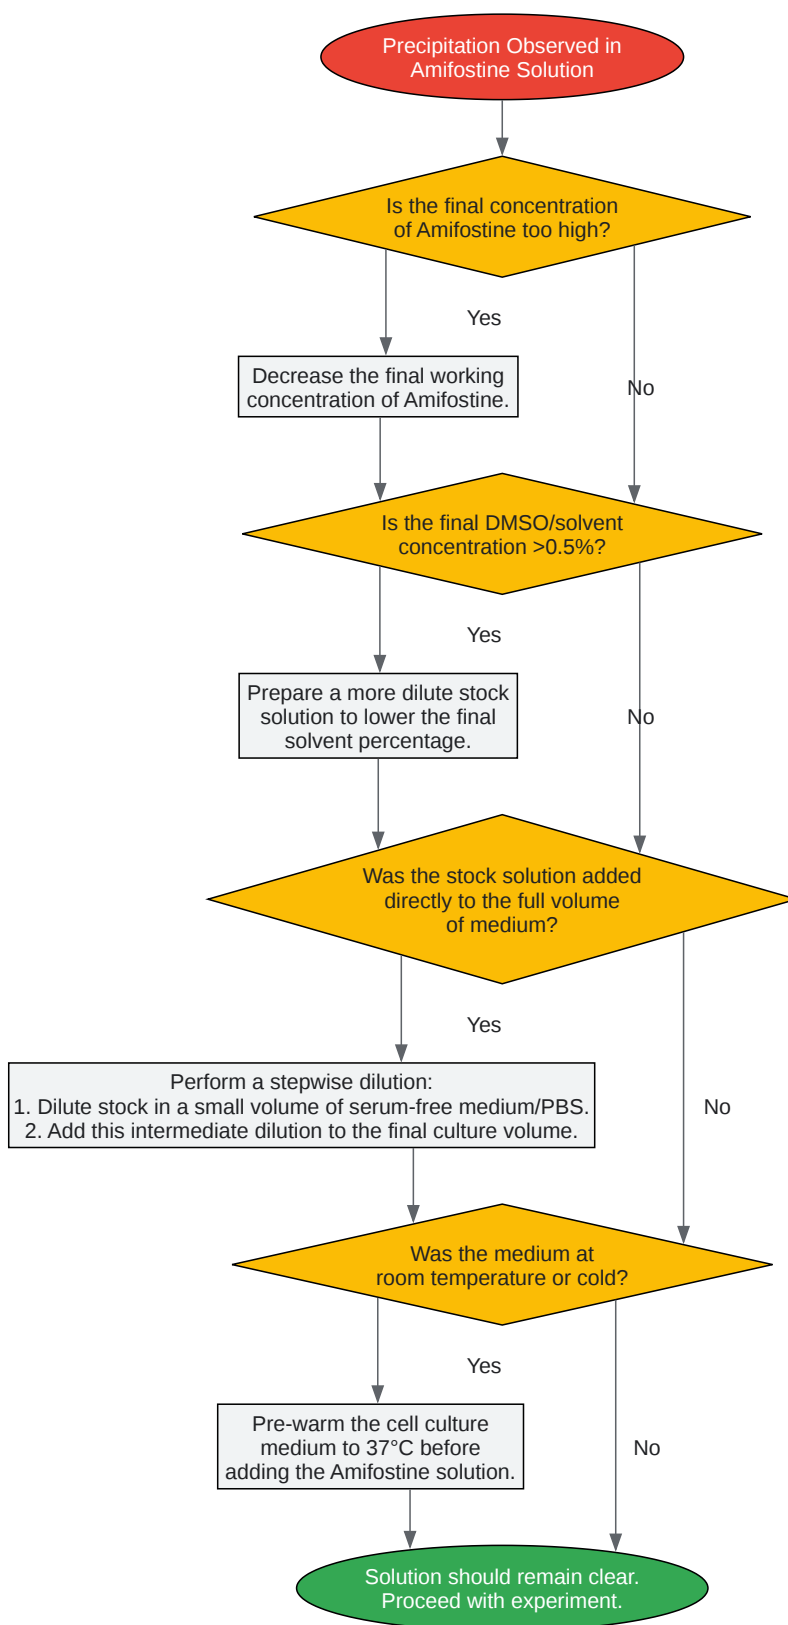 Precipitation Observed in
Amifostine Solution
Is the final concentration
of Amifostine too high?
Yes
Decrease the final working
concentration of Amifostine.
No
Is the final DMSO/solvent
concentration >0.5%?
Yes
Prepare a more dilute stock
solution to lower the final
solvent percentage.
No
Was the stock solution added
directly to the full volume
of medium?
Yes
Perform a stepwise dilution:
1. Dilute stock in a small volume of serum-free medium/PBS.
2. Add this intermediate dilution to the final culture volume.
No
Was the medium at
room temperature or cold?
Yes
Pre-warm the cell culture
medium to 37°C before
adding the Amifostine solution.
No
Solution should remain clear.
Proceed with experiment.